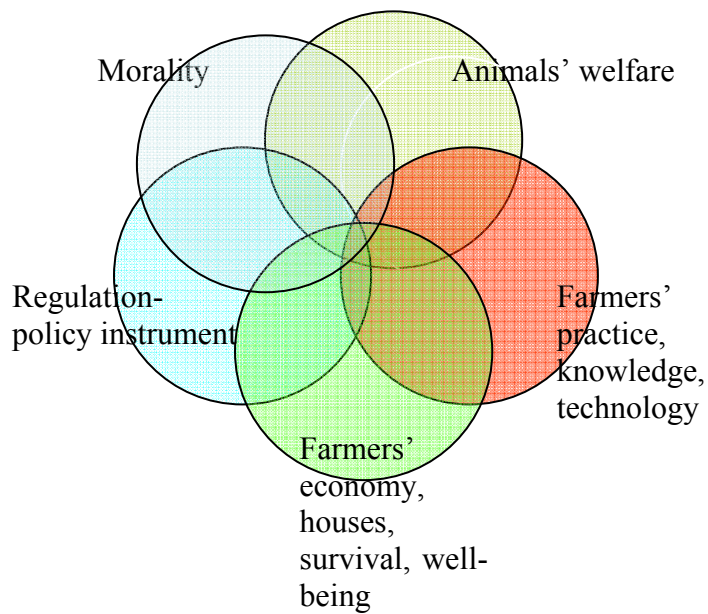 Morality
Animals’ welfare
Regulation-
policy instrument
Farmers’
practice,
knowledge,
technology
Farmers’
economy,
houses,
survival, well-
being